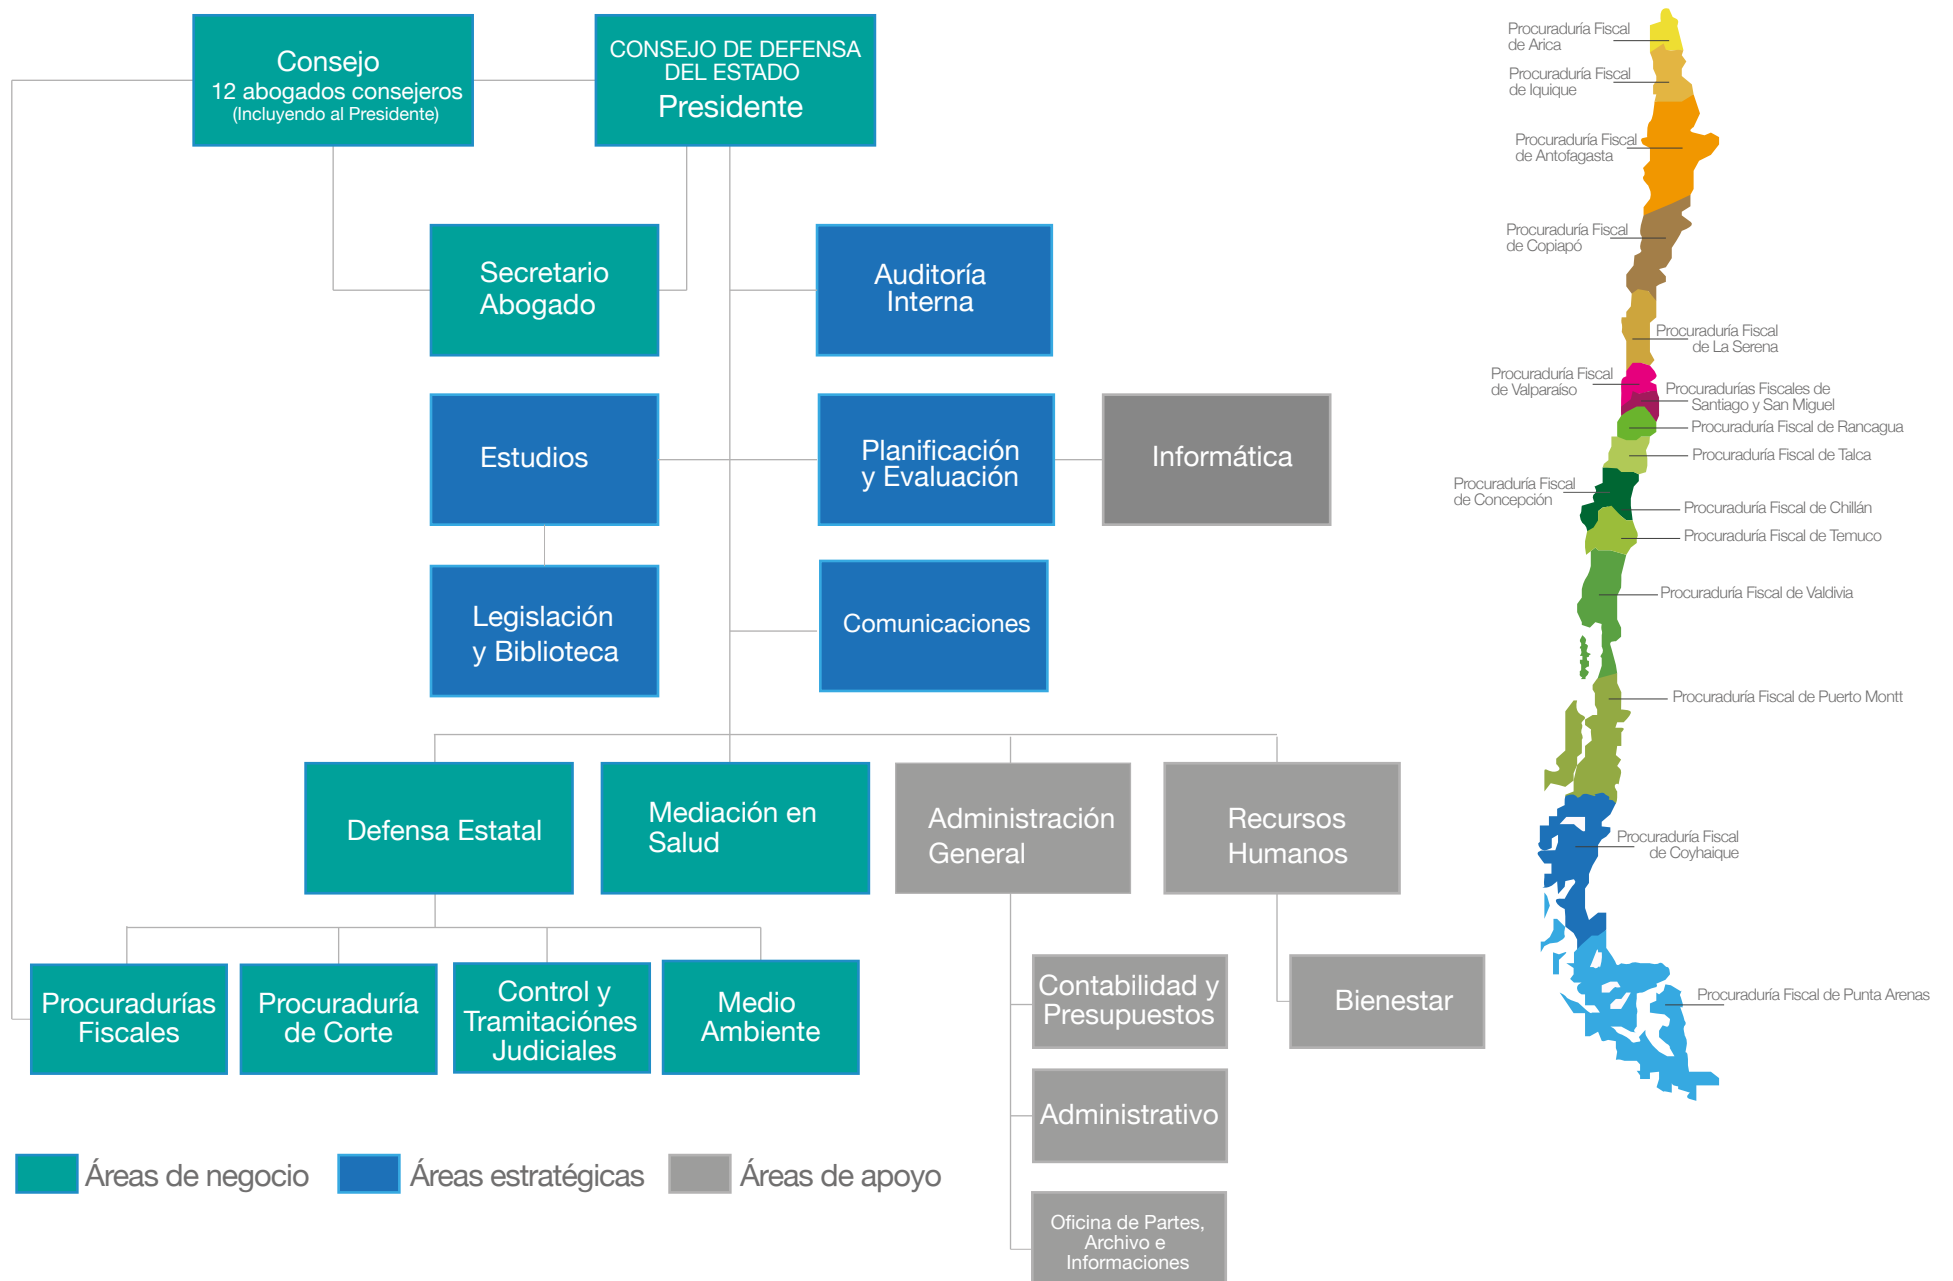 Consejo
12 abogados consejeros
(Incluyendo al Presidente)
CONSEJO DE DEFENSA
DEL ESTADO
Presidente
Secretario
Abogado
Auditoría
Interna
Estudios
Planificación
y Evaluación
Informática
Legislación
y Biblioteca
Comunicaciones
Defensa Estatal
Mediación en
Salud
Administración
General
Recursos
Humanos
Procuradurías
Fiscales
Procuraduría
de Corte
Control y
Tramitaciónes
Judiciales
Medio
Ambiente
Contabilidad y
Presupuestos
Bienestar
Administrativo
Oficina de Partes,
Archivo e
Informaciones
Áreas de negocio
Áreas estratégicas
Áreas de apoyo
Procuraduría Fiscal
de Arica
Procuraduría Fiscal
de Iquique
Procuraduría Fiscal
de Antofagasta
Procuraduría Fiscal
de Copiapó
Procuraduría Fiscal
de La Serena
Procuraduría Fiscal
de Valparaíso
Procuradurías Fiscales de
Santiago y San Miguel
Procuraduría Fiscal de Rancagua
Procuraduría Fiscal de Talca
Procuraduría Fiscal
de Concepción
Procuraduría Fiscal de Chillán
Procuraduría Fiscal de Temuco
Procuraduría Fiscal de Valdivia
Procuraduría Fiscal de Puerto Montt
Procuraduría Fiscal
de Coyhaique
Procuraduría Fiscal de Punta Arenas